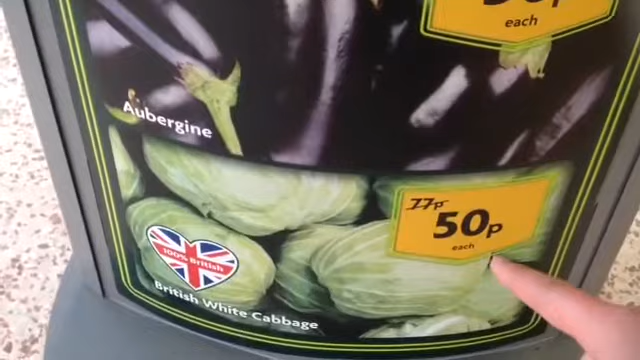 each
Aubergine
77p
50p
each
100% British
British White Cabbage